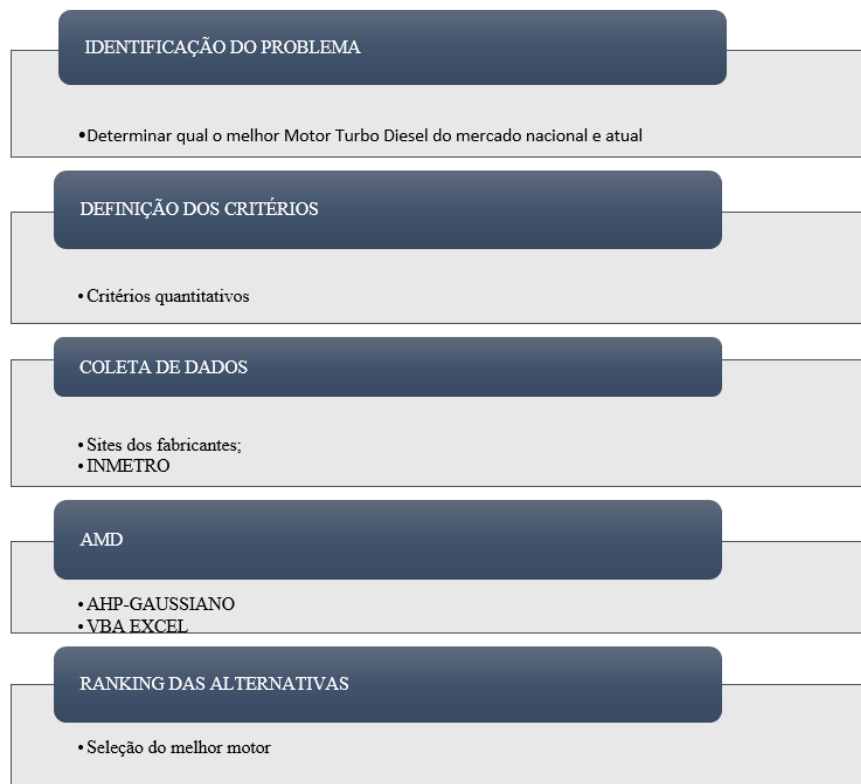 IDENTIFICAÇÃO DO PROBLEMA
•Determinar qual o melhor Motor Turbo Diesel do mercado nacional e atual
DEFINIÇÃO DOS CRITÉRIOS
• Critérios quantitativos
COLETA DE DADOS
• Sites dos fabricantes;
• INMETRO
AMD
• AHP-GAUSSIANO
• VBA EXCEL
RANKING DAS ALTERNATIVAS
• Seleção do melhor motor